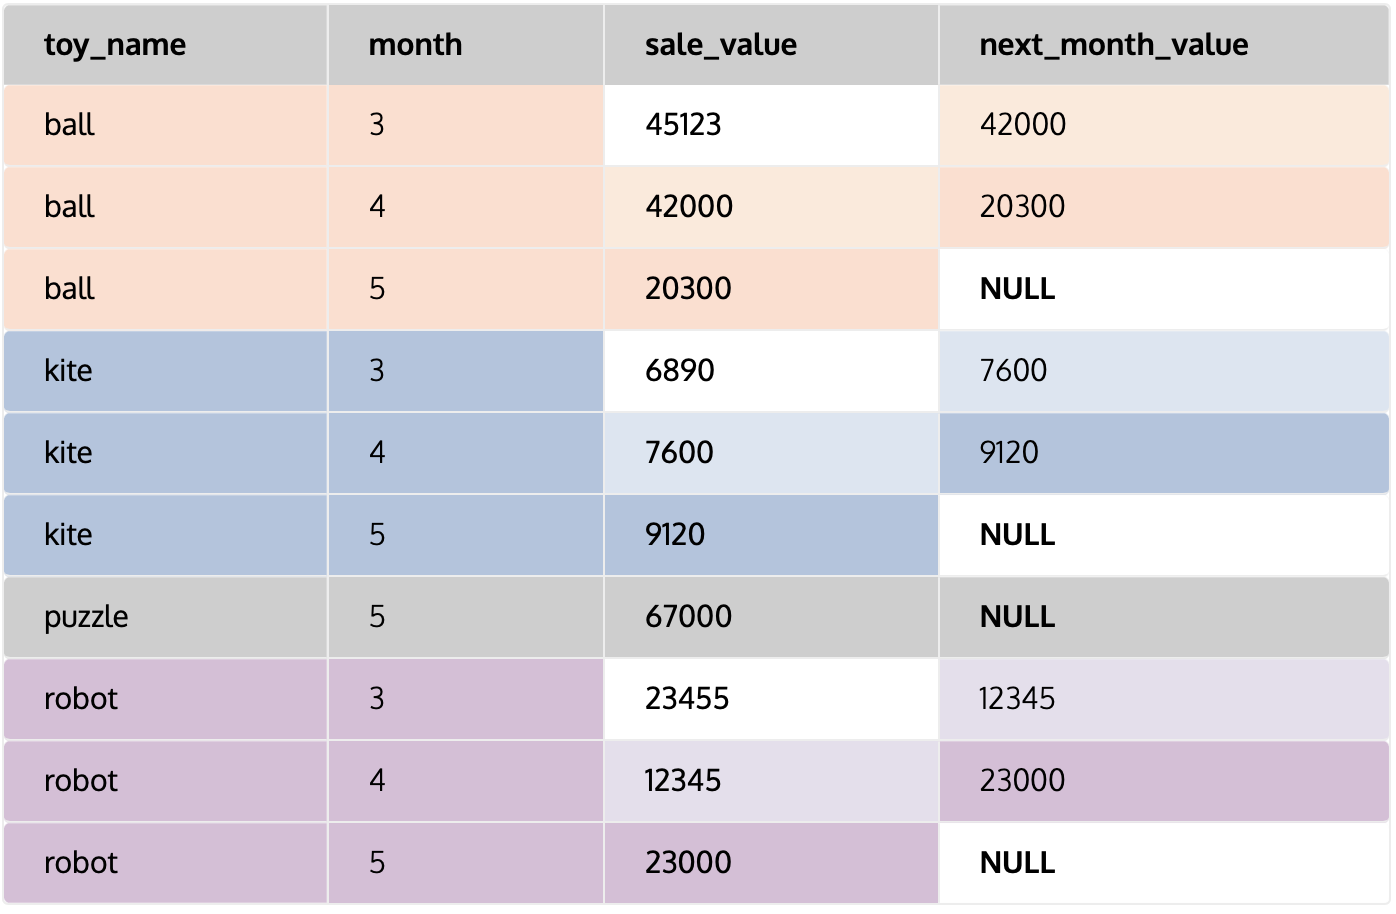 toy_name month sale_value next_month_value
ball 3 45123 42000
ball 4 42000 20300
ball 5 20300 NULL
kite 3 6890 7600
kite 4 7600 9120
kite 5 9120 NULL
puzzle 5 67000 NULL
robot 3 23455 12345
robot 4 12345 23000
robot 5 23000 NULL